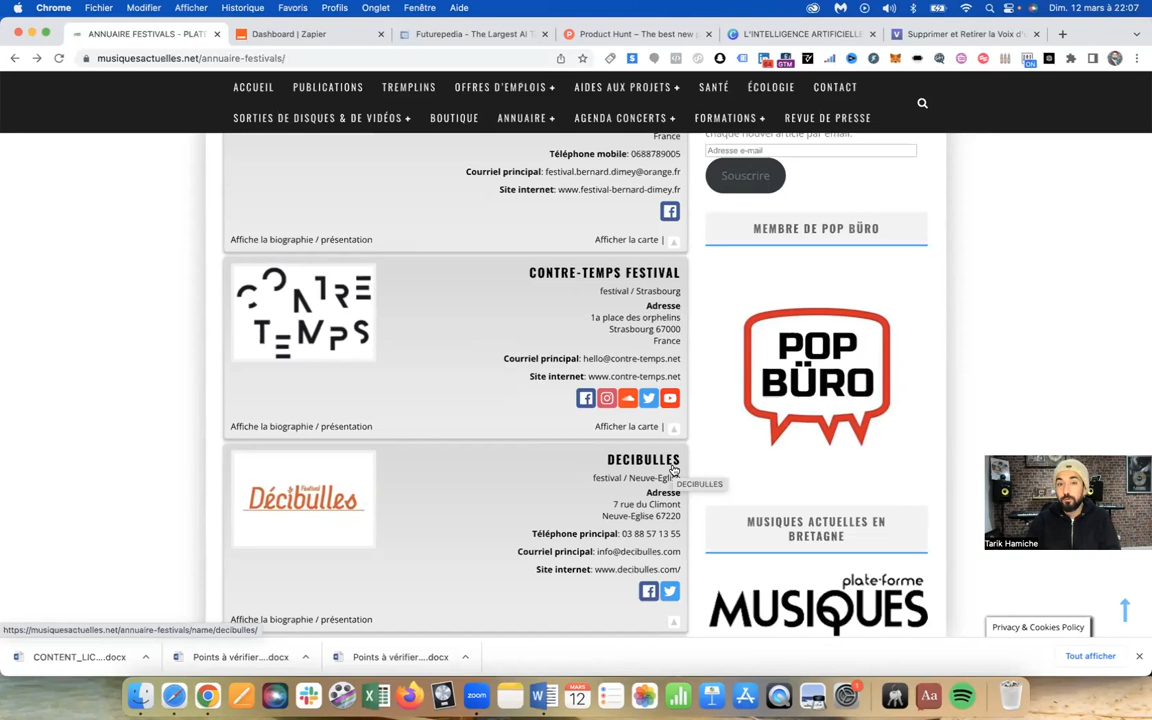 Chrome Fichier Modifier Afficher Historique Favoris Profils Onglet Fenêtre Aide Dim. 12 mars à 22:07
ANNUAIRE FESTIVALS - PLATE Dashboard | Zapier Futurepedia - The Largest AI T Product Hunt – The best new p L'INTELLIGENCE ARTIFICIELLE Supprimer et Retirer la Voix d'
musiquesactuelles.net/annuaire-festivals/
ACCUEIL PUBLICATIONS TREMPLINS OFFRES D'EMPLOIS + AIDES AUX PROJETS + SANTÉ ÉCOLOGIE CONTACT
SORTIES DE DISQUES & DE VIDÉOS + BOUTIQUE ANNUAIRE + AGENDA CONCERTS + FORMATIONS + REVUE DE PRESSE
France
Téléphone mobile: 0688789005
Courriel principal: festival.bernard.dimey@orange.fr
Site internet: www.festival-bernard-dimey.fr
Affiche la biographie / présentation Afficher la carte | ▲
CONTRE TEMPS
CONTRE-TEMPS FESTIVAL
festival / Strasbourg
Adresse
1a place des orphelins
Strasbourg 67000
France
Courriel principal: hello@contre-temps.net
Site internet: www.contre-temps.net
Affiche la biographie / présentation Afficher la carte | ▲
Festival
Décibulles
DECIBULLES
festival / Neuve-Eglise
DECIBULLES
Adresse
7 rue du Climont
Neuve-Eglise 67220
Téléphone principal: 03 88 57 13 55
Courriel principal: info@decibulles.com
Site internet: www.decibulles.com/
Affiche la biographie / présentation ▲
chaque nouvel article par email.
Adresse e-mail
Souscrire
MEMBRE DE POP BÜRO
POP
BÜRO
MUSIQUES ACTUELLES EN
BRETAGNE
plate-forme
MUSIQUES
Tarik Hamiche
Privacy & Cookies Policy
https://musiquesactuelles.net/annuaire-festivals/name/decibulles/
CONTENT_LIC....docx Points à vérifier....docx Points à vérifier....docx Tout afficher
zoom MARS 12 Aa